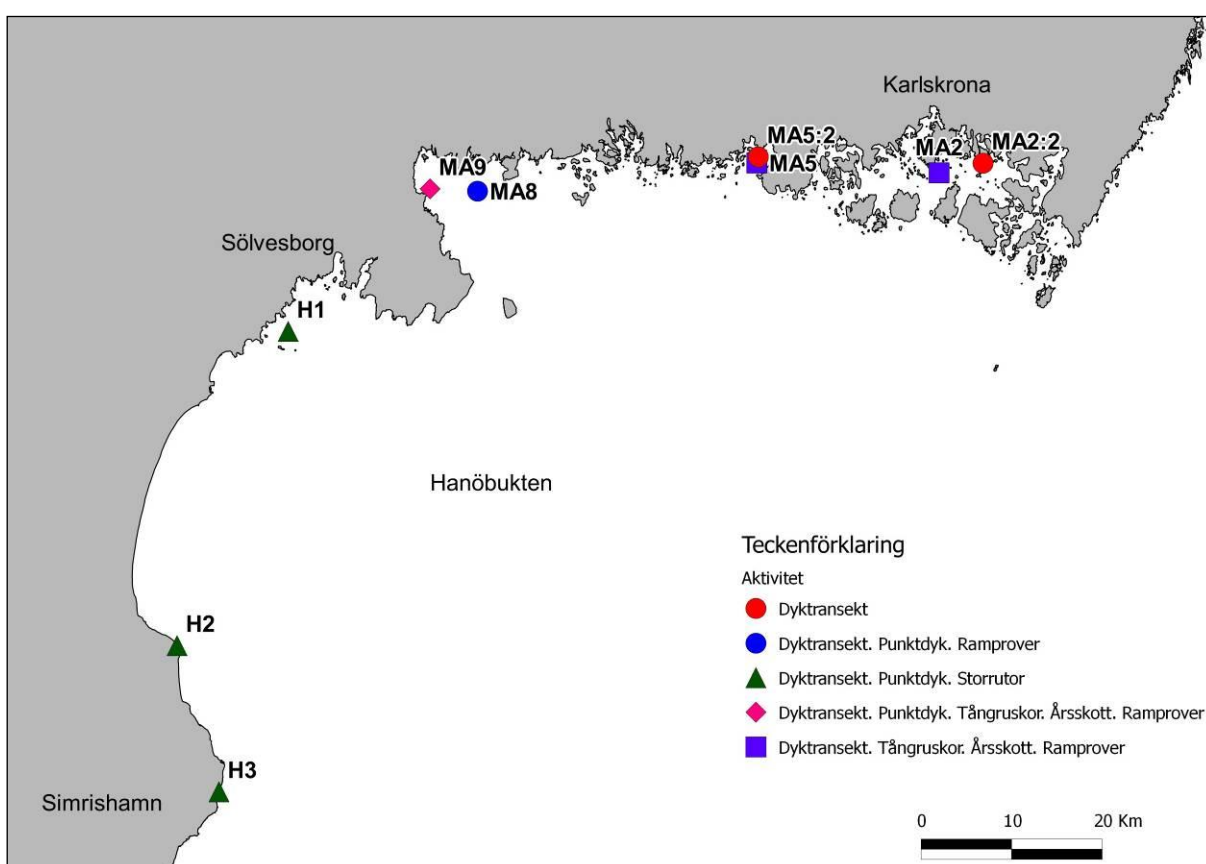 Karlskrona
MA5:2
MA2
MA2:2
MA9
MA5
MA8
Sölvesborg
H1
Hanöbukten
Teckenförklaring
Aktivitet
Dyktransekt
H2
Dyktransekt. Punktdyk. Ramprover
Dyktransekt. Punktdyk. Storrutor
Dyktransekt. Punktdyk. Tångruskor. Årsskott. Ramprover
Dyktransekt. Tångruskor. Årsskott. Ramprover
H3
Simrishamn
0 10 20 Km